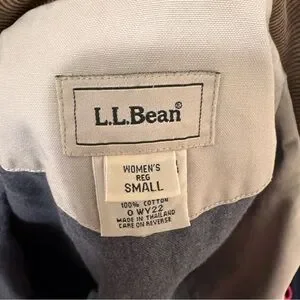 L.L.Bean®
WOMEN'S
REG
SMALL
100% COTTON
0 WY22
MADE IN THAILAND
CARE ON REVERSE